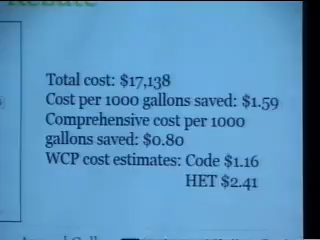 Rebate
Total cost: $17,138
Cost per 1000 gallons saved: $1.59
Comprehensive cost per 1000
gallons saved: $0.80
WCP cost estimates: Code $1.16
HET $2.41